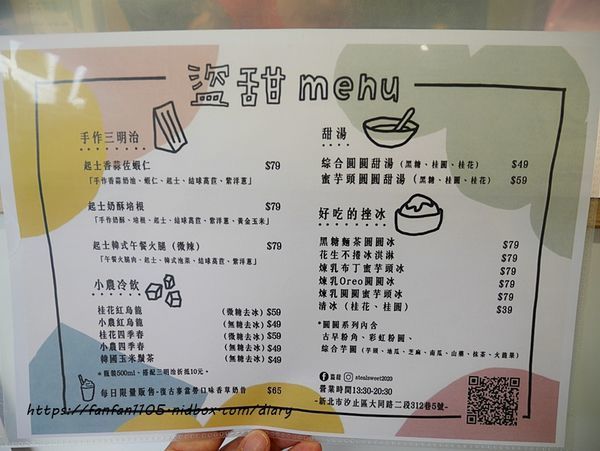 盜甜 menu
手作三明治
起士香蒜佐蝦仁 $79
「手作香蒜奶油、蝦仁、起士、結球萵苣、紫洋蔥」
起士奶酥培根 $79
「手作奶酥、培根、起士、結球萵苣、紫洋蔥、黃金玉米」
起士韓式午餐火腿（微辣） $79
「午餐火腿肉、起士、韓式泡菜、結球萵苣、紫洋蔥」
小農冷飲
桂花紅烏龍 (微糖去冰) $59
小農紅烏龍 (無糖去冰) $49
桂花四季春 (微糖去冰) $59
小農四季春 (無糖去冰) $49
韓國玉米鬚茶 (無糖去冰) $49
*瓶裝500ml，搭配三明治折抵10元。
每日限量販售-復古麥當勞口味香草奶昔 $65
甜湯
綜合圓圓甜湯（黑糖、桂圓、桂花） $49
蜜芋頭圓圓甜湯（黑糖、桂圓、桂花） $59
好吃的挫冰
黑糖麵茶圓圓冰 $79
花生不捲冰淇淋 $79
煉乳布丁蜜芋頭冰 $79
煉乳Oreo圓圓冰 $79
煉乳圓圓蜜芋頭冰 $79
清冰（桂花、桂圓） $39
*圓圓系列內含
古早粉角、彩虹粉圓、
綜合芋圓（芋頭、地瓜、芝麻、南瓜、山藥、抹茶、火龍果）
盜甜 stealsweet2023
營業時間13:30-20:30
-新北市汐止區大同路二段312巷5號-
https://fanfan1105.nidbox.com/diary